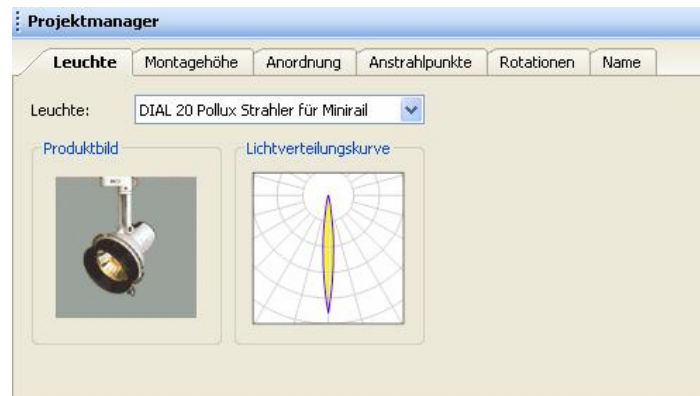 Projektmanager
Leuchte Montagehöhe Anordnung Anstrahlpunkte Rotationen Name
Leuchte: DIAL 20 Pollux Strahler für Minirail
Produktbild Lichtverteilungskurve